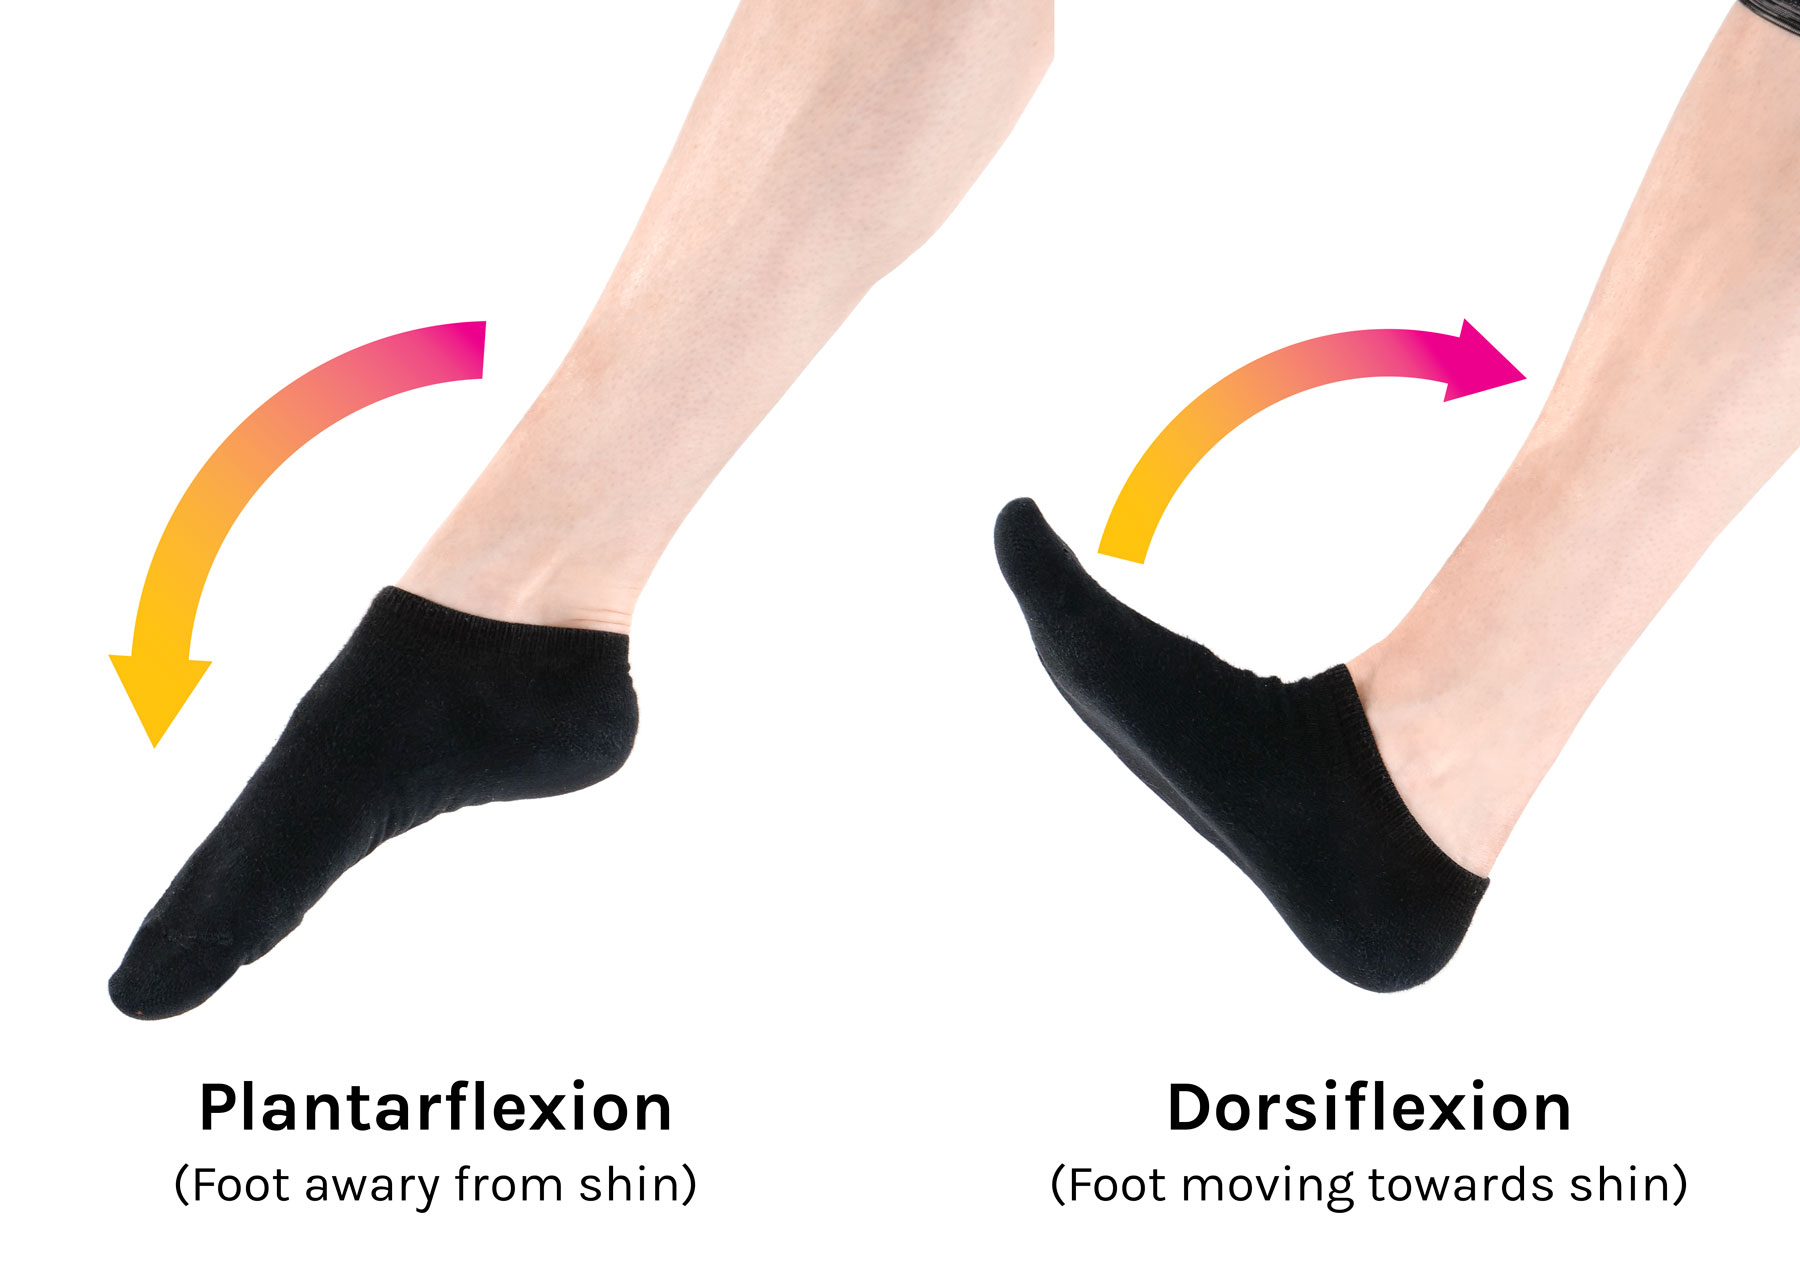 Plantarflexion
(Foot awary from shin)
Dorsiflexion
(Foot moving towards shin)